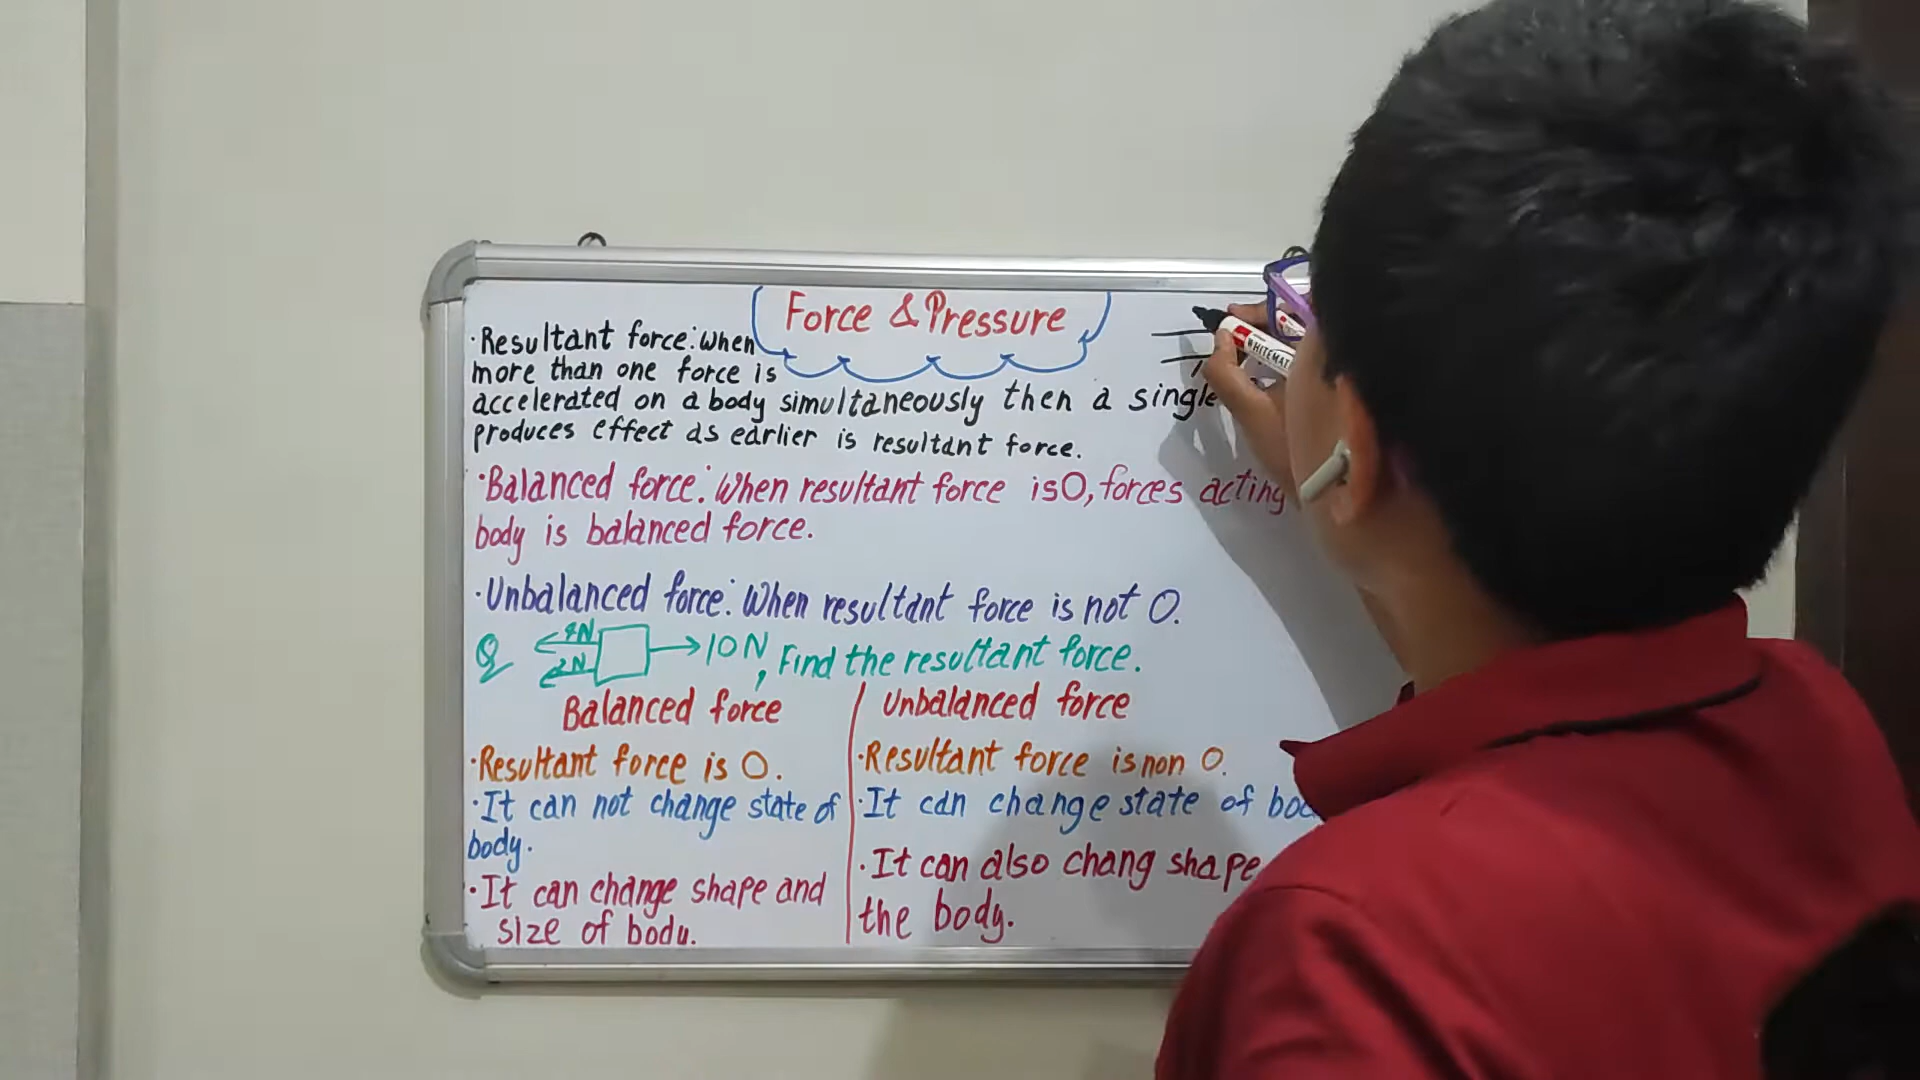 Force & Pressure
·Resultant force: When
more than one force is
accelerated on a body simultaneously then a single
produces effect as earlier is resultant force.
·Balanced force: When resultant force is 0, forces acting
body is balanced force.
·Unbalanced force: When resultant force is not 0.
Q 2N 10N, Find the resultant force.
Balanced force
·Resultant force is 0.
·It can not change state of
body.
·It can change shape and
size of body.
Unbalanced force
·Resultant force is non 0.
·It can change state of
·It can also chang shape
the body.
WHITEMA